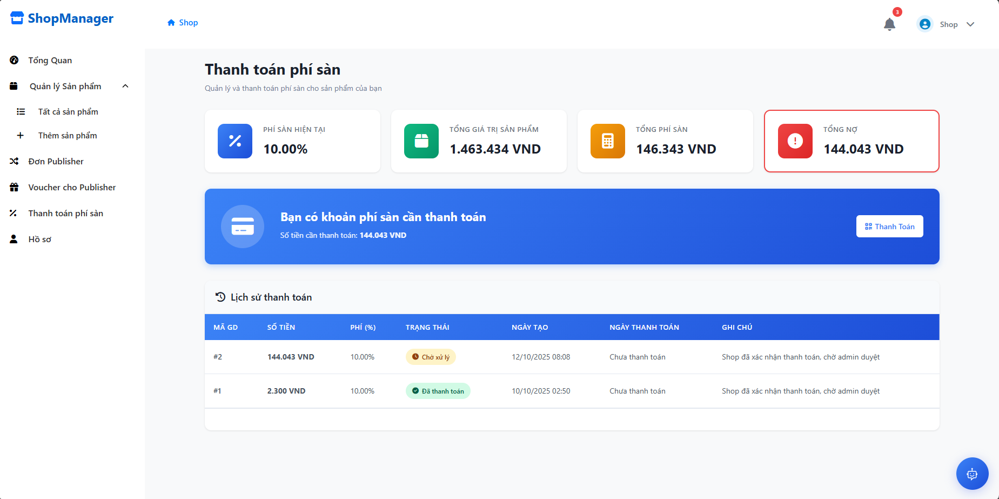 ShopManager
Shop
3
Shop
Tổng Quan
Quản lý Sản phẩm
Tất cả sản phẩm
Thêm sản phẩm
Đơn Publisher
Voucher cho Publisher
Thanh toán phí sàn
Hồ sơ
Thanh toán phí sàn
Quản lý và thanh toán phí sàn cho sản phẩm của bạn
PHÍ SÀN HIỆN TẠI
10.00%
TỔNG GIÁ TRỊ SẢN PHẨM
1.463.434 VND
TỔNG PHÍ SÀN
146.343 VND
TỔNG NỢ
144.043 VND
Bạn có khoản phí sàn cần thanh toán
Số tiền cần thanh toán: 144.043 VND
Thanh Toán
Lịch sử thanh toán
MÃ GD SỐ TIỀN PHÍ (%) TRẠNG THÁI NGÀY TẠO NGÀY THANH TOÁN GHI CHÚ
#2 144.043 VND 10.00% Chờ xử lý 12/10/2025 08:08 Chưa thanh toán Shop đã xác nhận thanh toán, chờ admin duyệt
#1 2.300 VND 10.00% Đã thanh toán 10/10/2025 02:50 Chưa thanh toán Shop đã xác nhận thanh toán, chờ admin duyệt